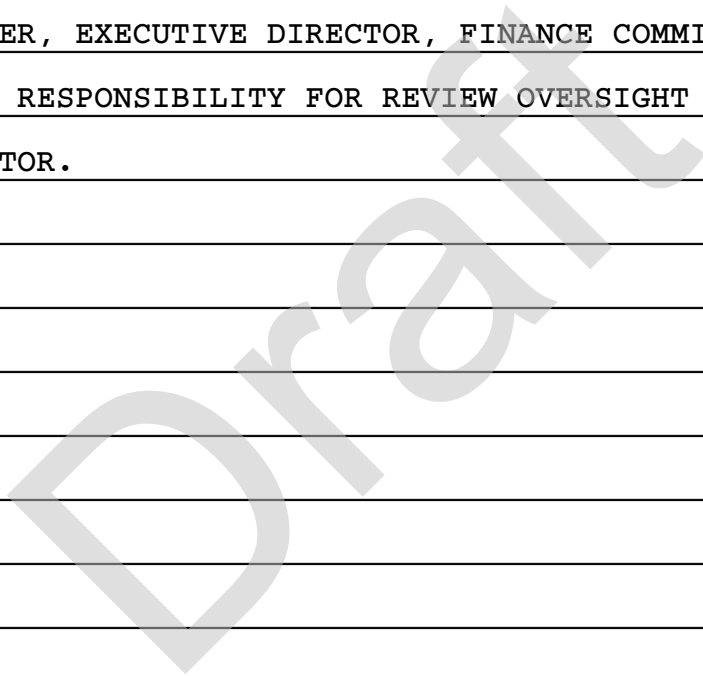 ER, EXECUTIVE DIRECTOR, FINANCE COMMI
RESPONSIBILITY FOR REVIEW OVERSIGHT
TOR.
Draft